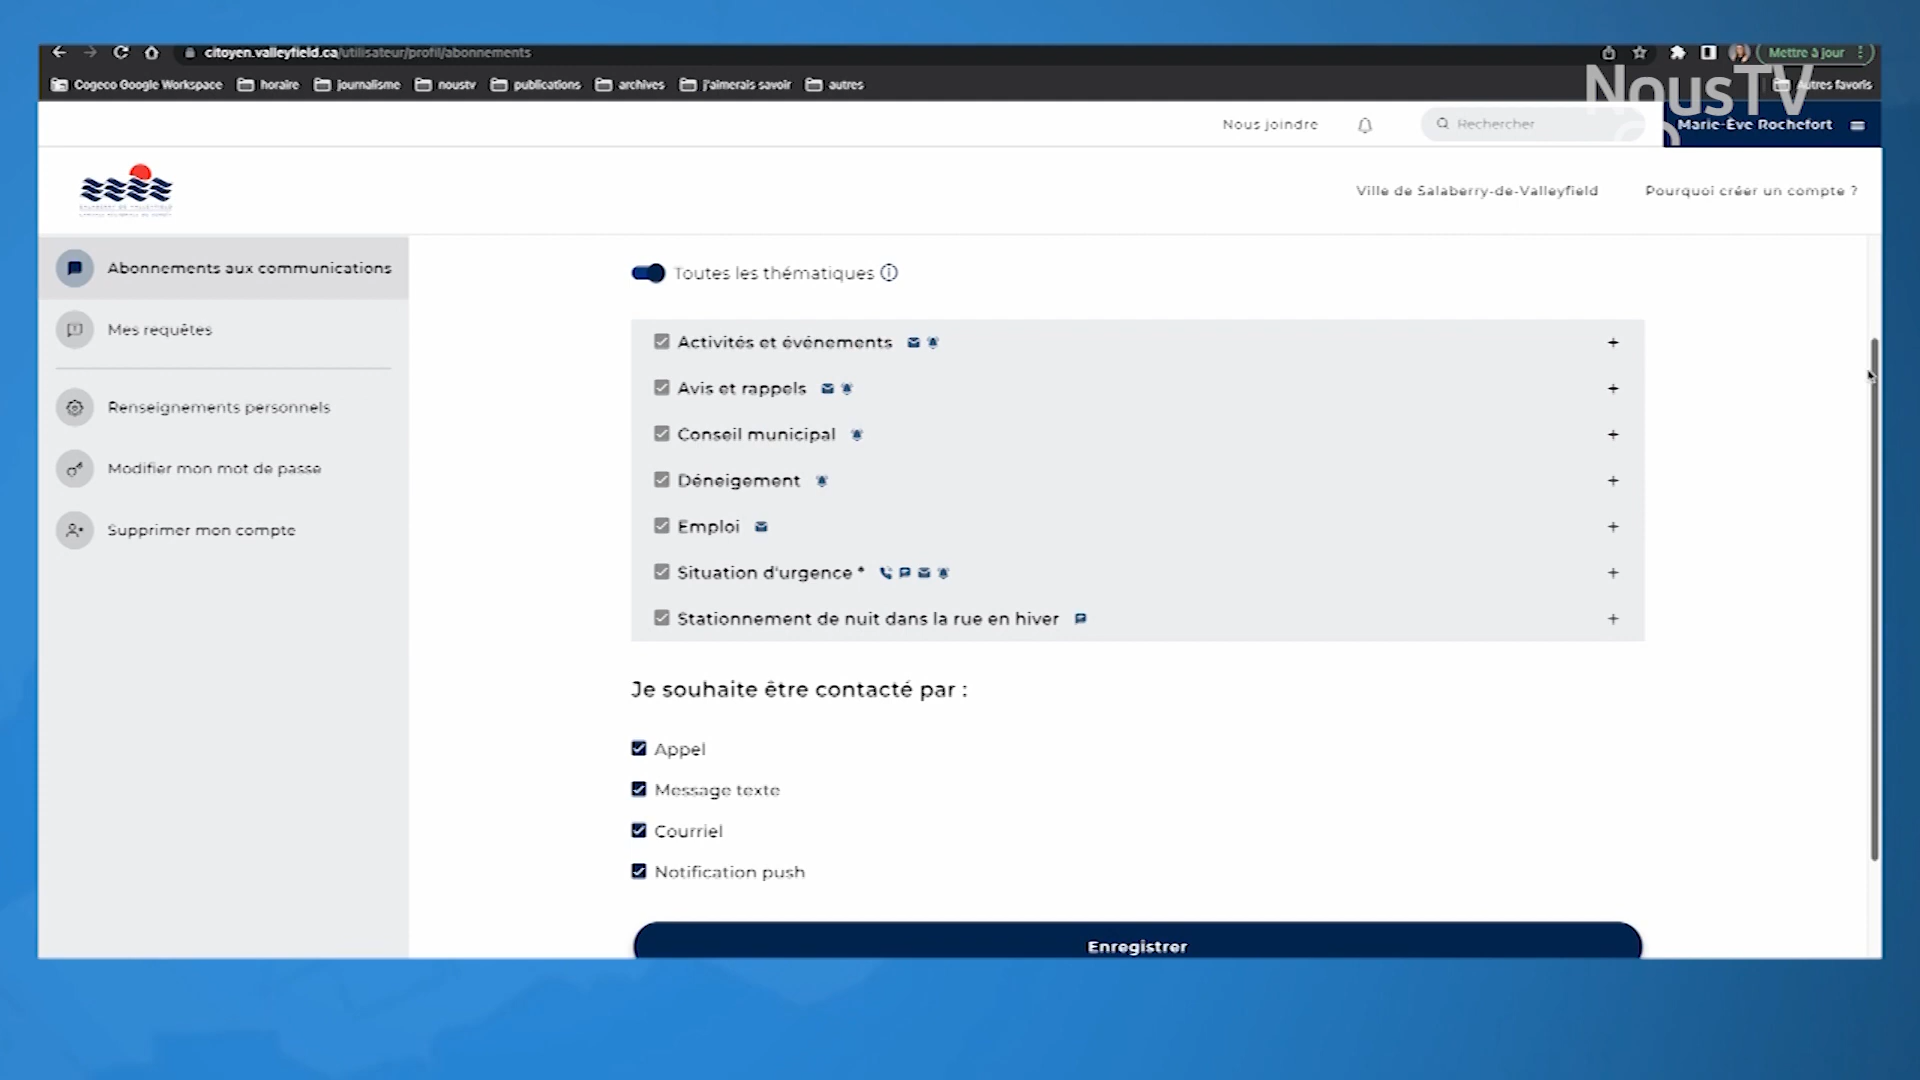 citoyen.valleyfield.ca/utilisateur/profil/abonnements
Mettre à jour
Cogeco Google Workspace
horaire
journalisme
noustv
publications
archives
j'aimerais savoir
autres
Autres favoris
NousTV
Nous joindre
Rechercher
Marie-Ève Rochefort
Ville de Salaberry-de-Valleyfield
Pourquoi créer un compte ?
Abonnements aux communications
Mes requêtes
Renseignements personnels
Modifier mon mot de passe
Supprimer mon compte
Toutes les thématiques
Activités et événements
Avis et rappels
Conseil municipal
Déneigement
Emploi
Situation d'urgence *
Stationnement de nuit dans la rue en hiver
Je souhaite être contacté par :
Appel
Message texte
Courriel
Notification push
Enregistrer